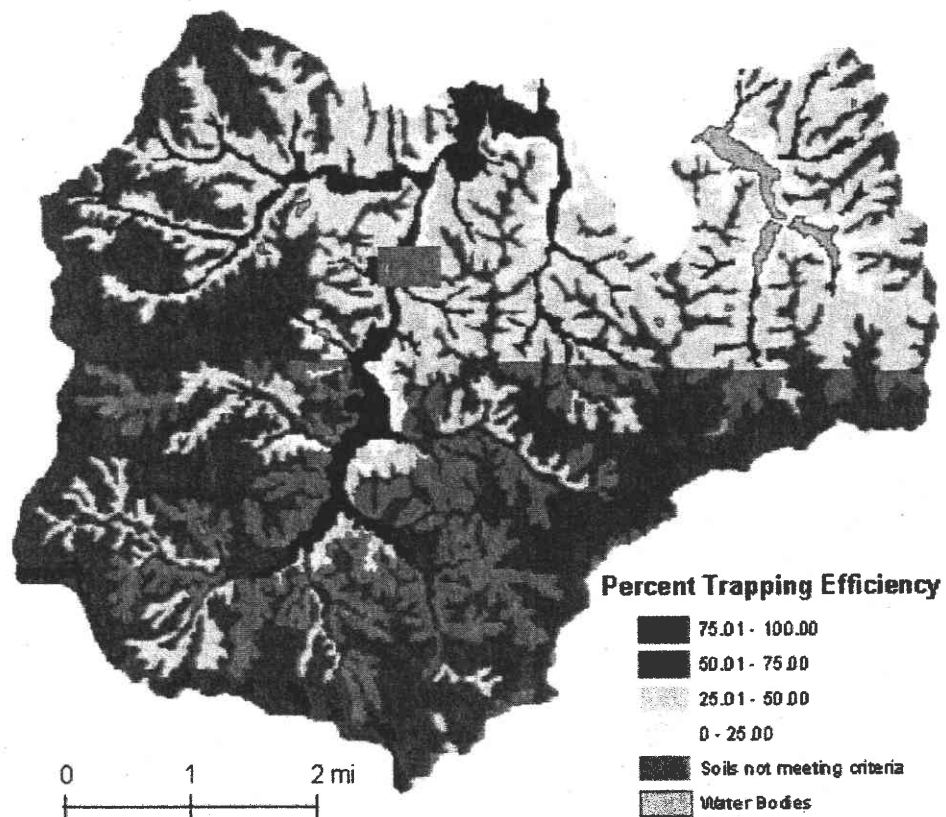 Percent Trapping Efficiency
75.01 - 100.00
50.01 - 75.00
25.01 - 50.00
0 - 25.00
Soils not meeting criteria
Water Bodies
0 1 2 mi